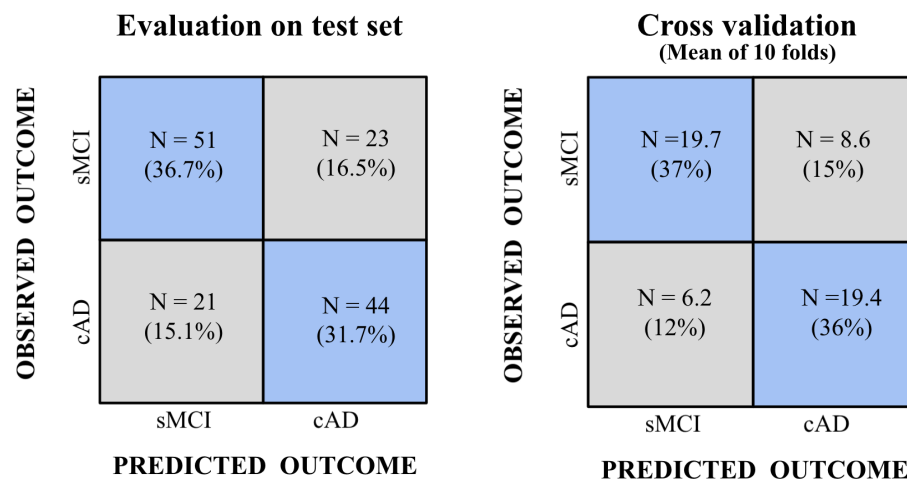 Evaluation on test set
OBSERVED OUTCOME
sMCI
cAD
N = 51
(36.7%)
N = 23
(16.5%)
N = 21
(15.1%)
N = 44
(31.7%)
sMCI
cAD
PREDICTED OUTCOME
Cross validation
(Mean of 10 folds)
OBSERVED OUTCOME
sMCI
cAD
N =19.7
(37%)
N = 8.6
(15%)
N = 6.2
(12%)
N =19.4
(36%)
sMCI
cAD
PREDICTED OUTCOME